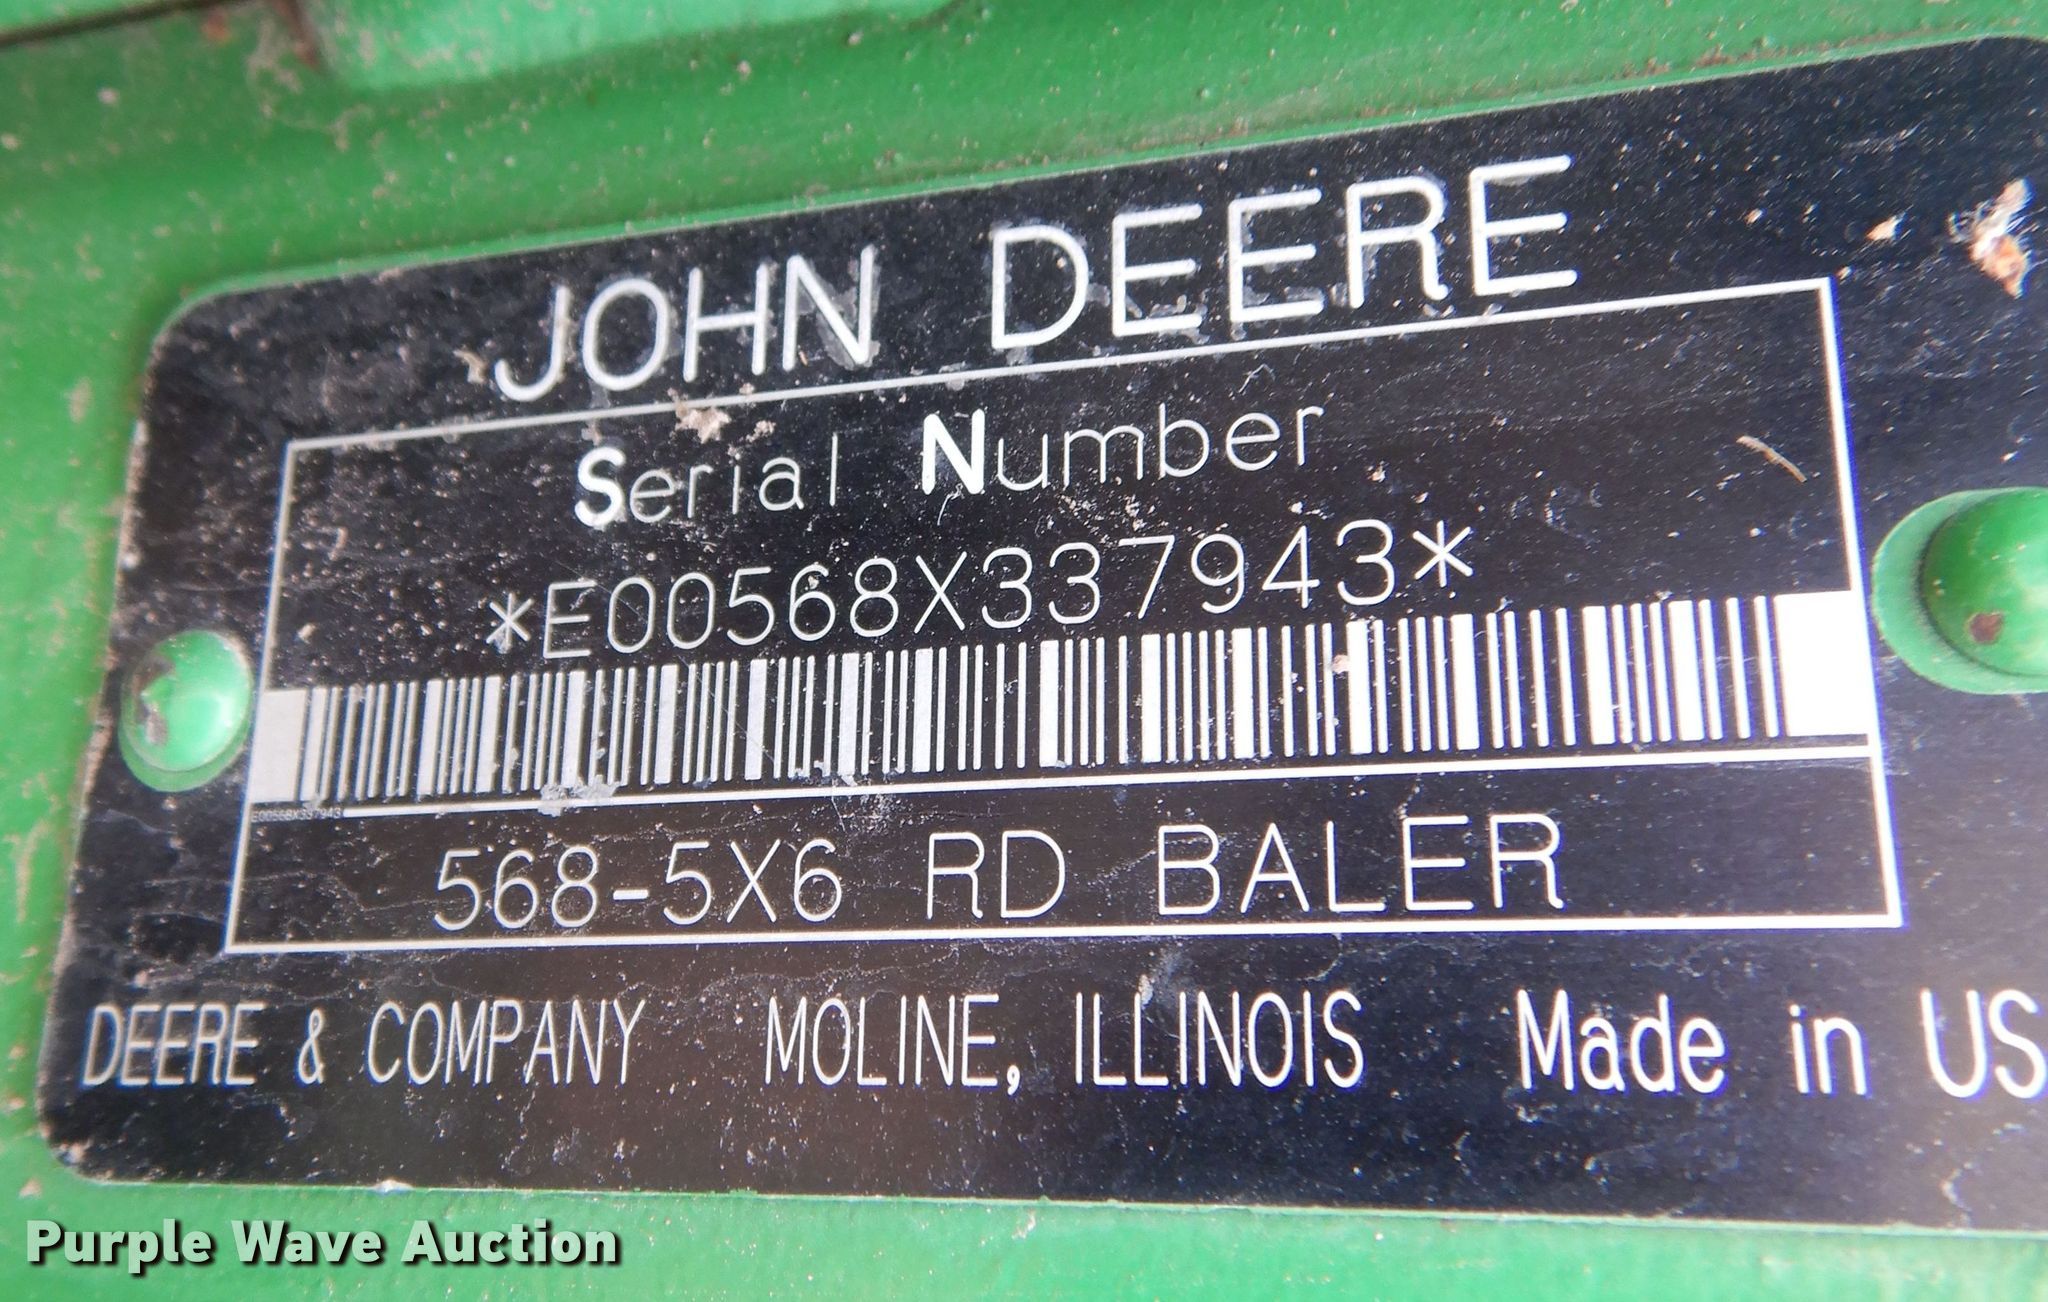 JOHN DEERE
Serial Number
*E00568X337943*
E00568X337943
568-5X6 RD BALER
DEERE & COMPANY MOLINE, ILLINOIS Made in US
Purple Wave Auction